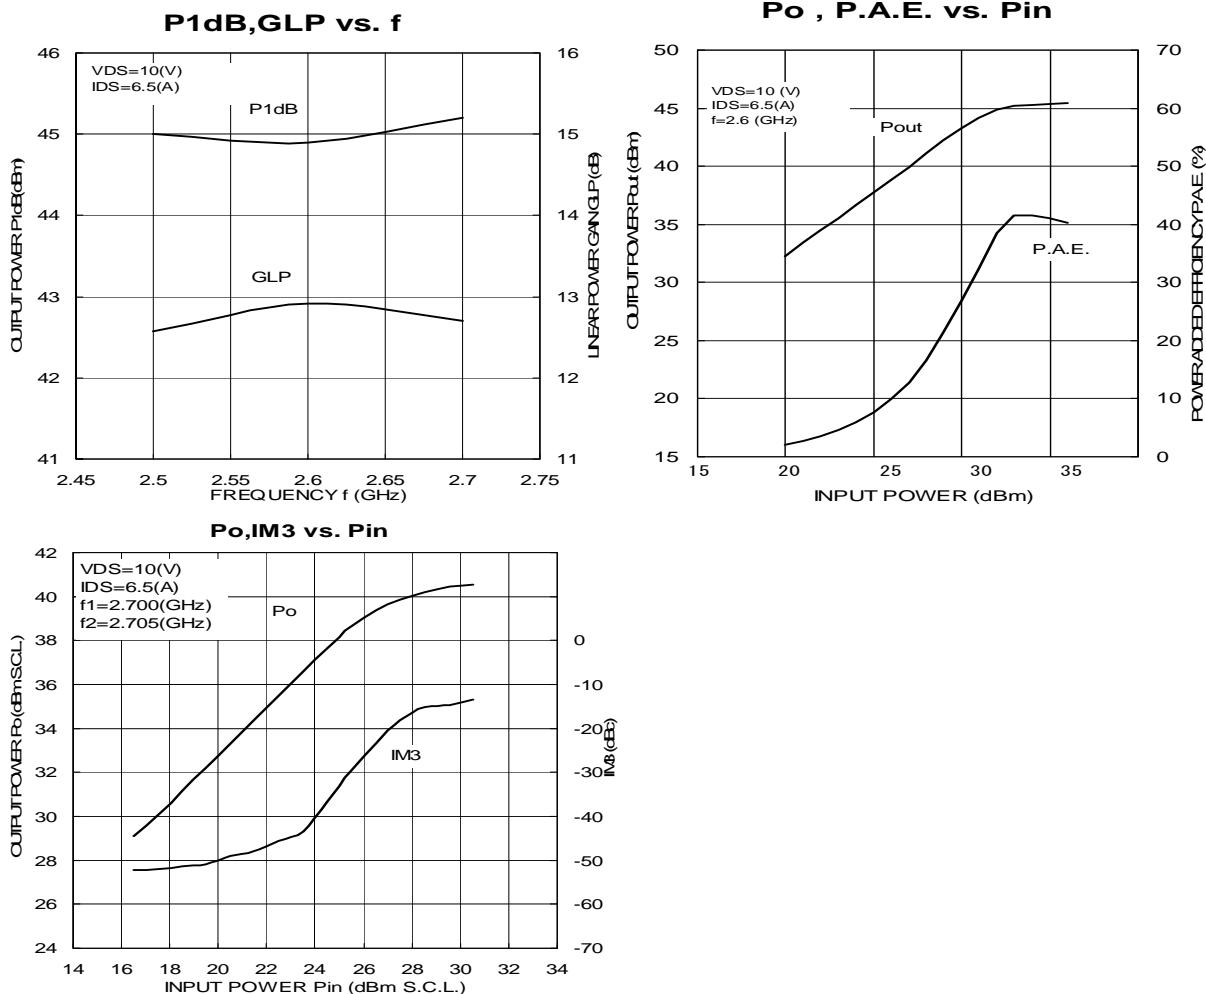 P1dB,GLP vs. f
46
45
44
43
42
41
OUTPUT POWER P1dB(dBm)
VDS=10(V)
IDS=6.5(A)
P1dB
GLP
16
15
14
13
12
11
LINEAR POWER GAIN GLP (dB)
2.45 2.5 2.55 2.6 2.65 2.7 2.75
FREQUENCY f (GHz)
Po , P.A.E. vs. Pin
50
45
40
35
30
25
20
15
OUTPUT POWER Pout (dBm)
VDS=10 (V)
IDS=6.5(A)
f=2.6 (GHz)
Pout
P.A.E.
70
60
50
40
30
20
10
0
POWER ADDED EFFICIENCY P.A.E. (%)
15 20 25 30 35
INPUT POWER (dBm)
Po,IM3 vs. Pin
42
40
38
36
34
32
30
28
26
24
OUTPUT POWER Po (dBm S.C.L.)
VDS=10(V)
IDS=6.5(A)
f1=2.700(GHz)
f2=2.705(GHz)
Po
IM3
0
-10
-20
-30
-40
-50
-60
-70
IM3 (dBc)
14 16 18 20 22 24 26 28 30 32 34
INPUT POWER Pin (dBm S.C.L.)